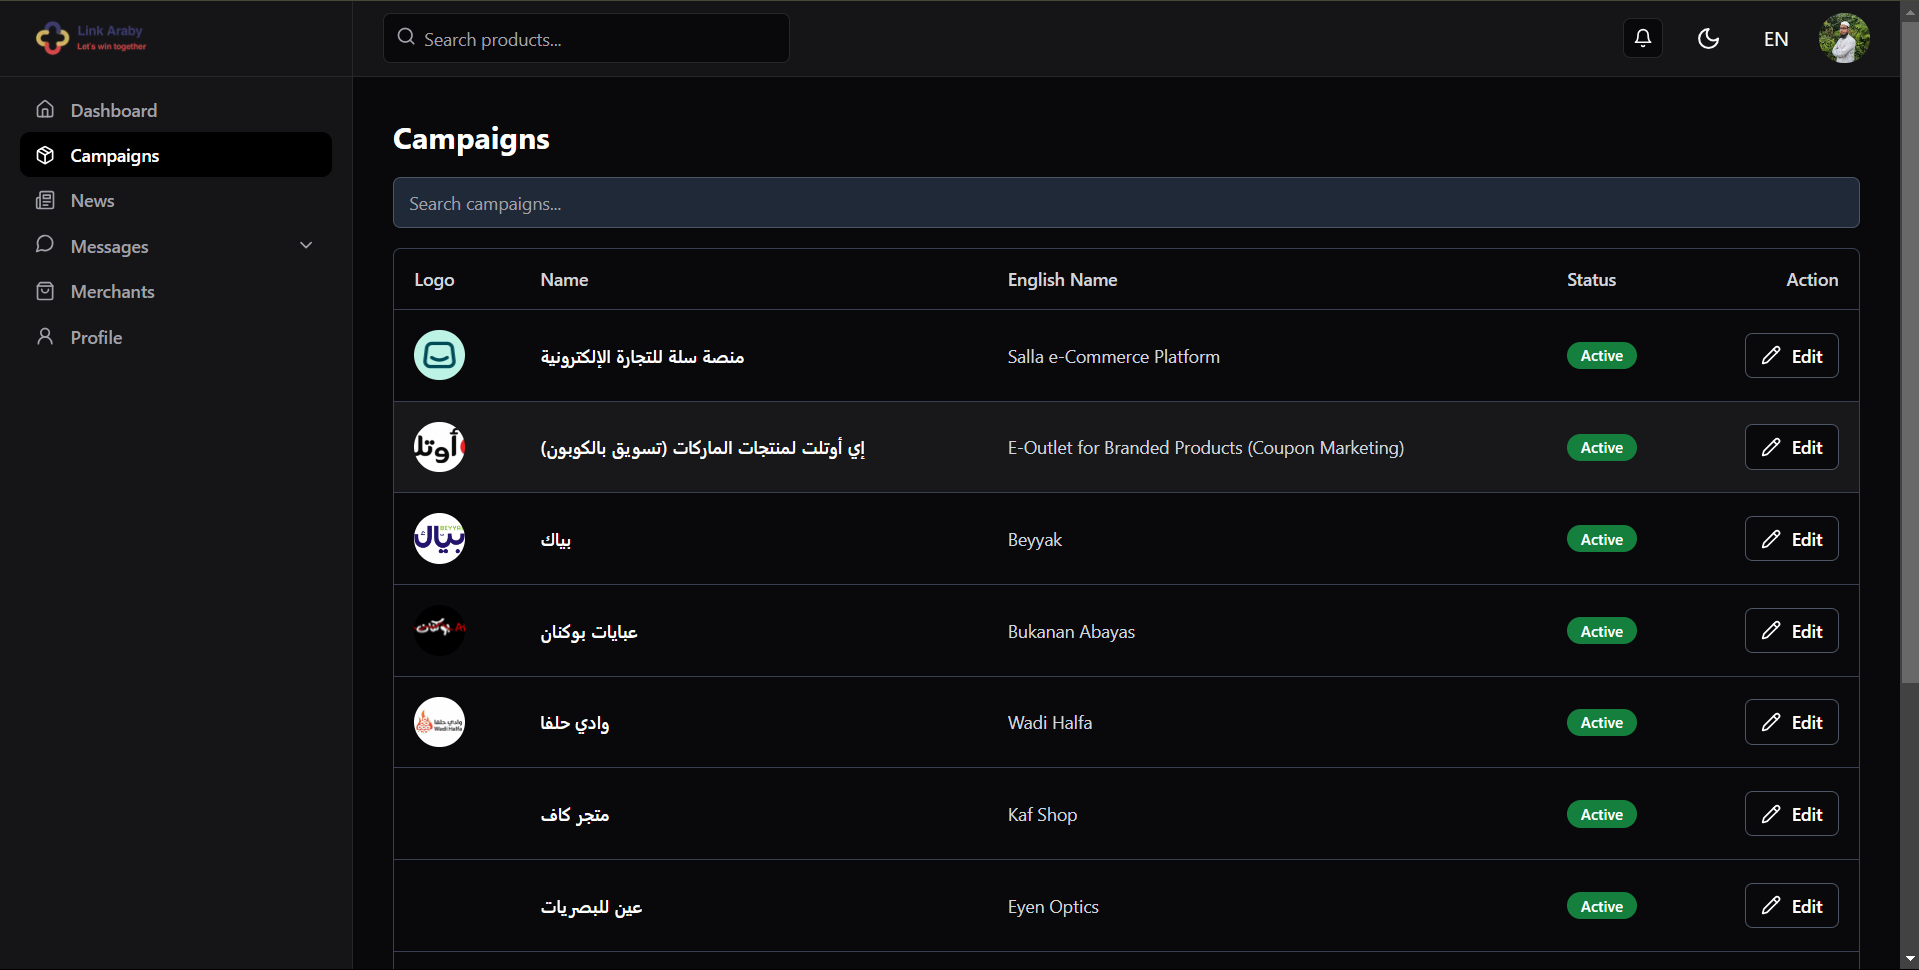 Link Araby
Let's win together
Search products...
EN
Dashboard
Campaigns
News
Messages
Merchants
Profile
Campaigns
Search campaigns...
Logo Name English Name Status Action
منصة سلة للتجارة الإلكترونية Salla e-Commerce Platform Active Edit
أوتل
إي أوتلت لمنتجات الماركات (تسويق بالكوبون) E-Outlet for Branded Products (Coupon Marketing) Active Edit
BEYYA
بياك
بياك Beyyak Active Edit
بوكنان
عبايات بوكنان Bukanan Abayas Active Edit
وادي حلفا
Wadi Halfa
وادي حلفا Wadi Halfa Active Edit
متجر كاف Kaf Shop Active Edit
عين للبصريات Eyen Optics Active Edit